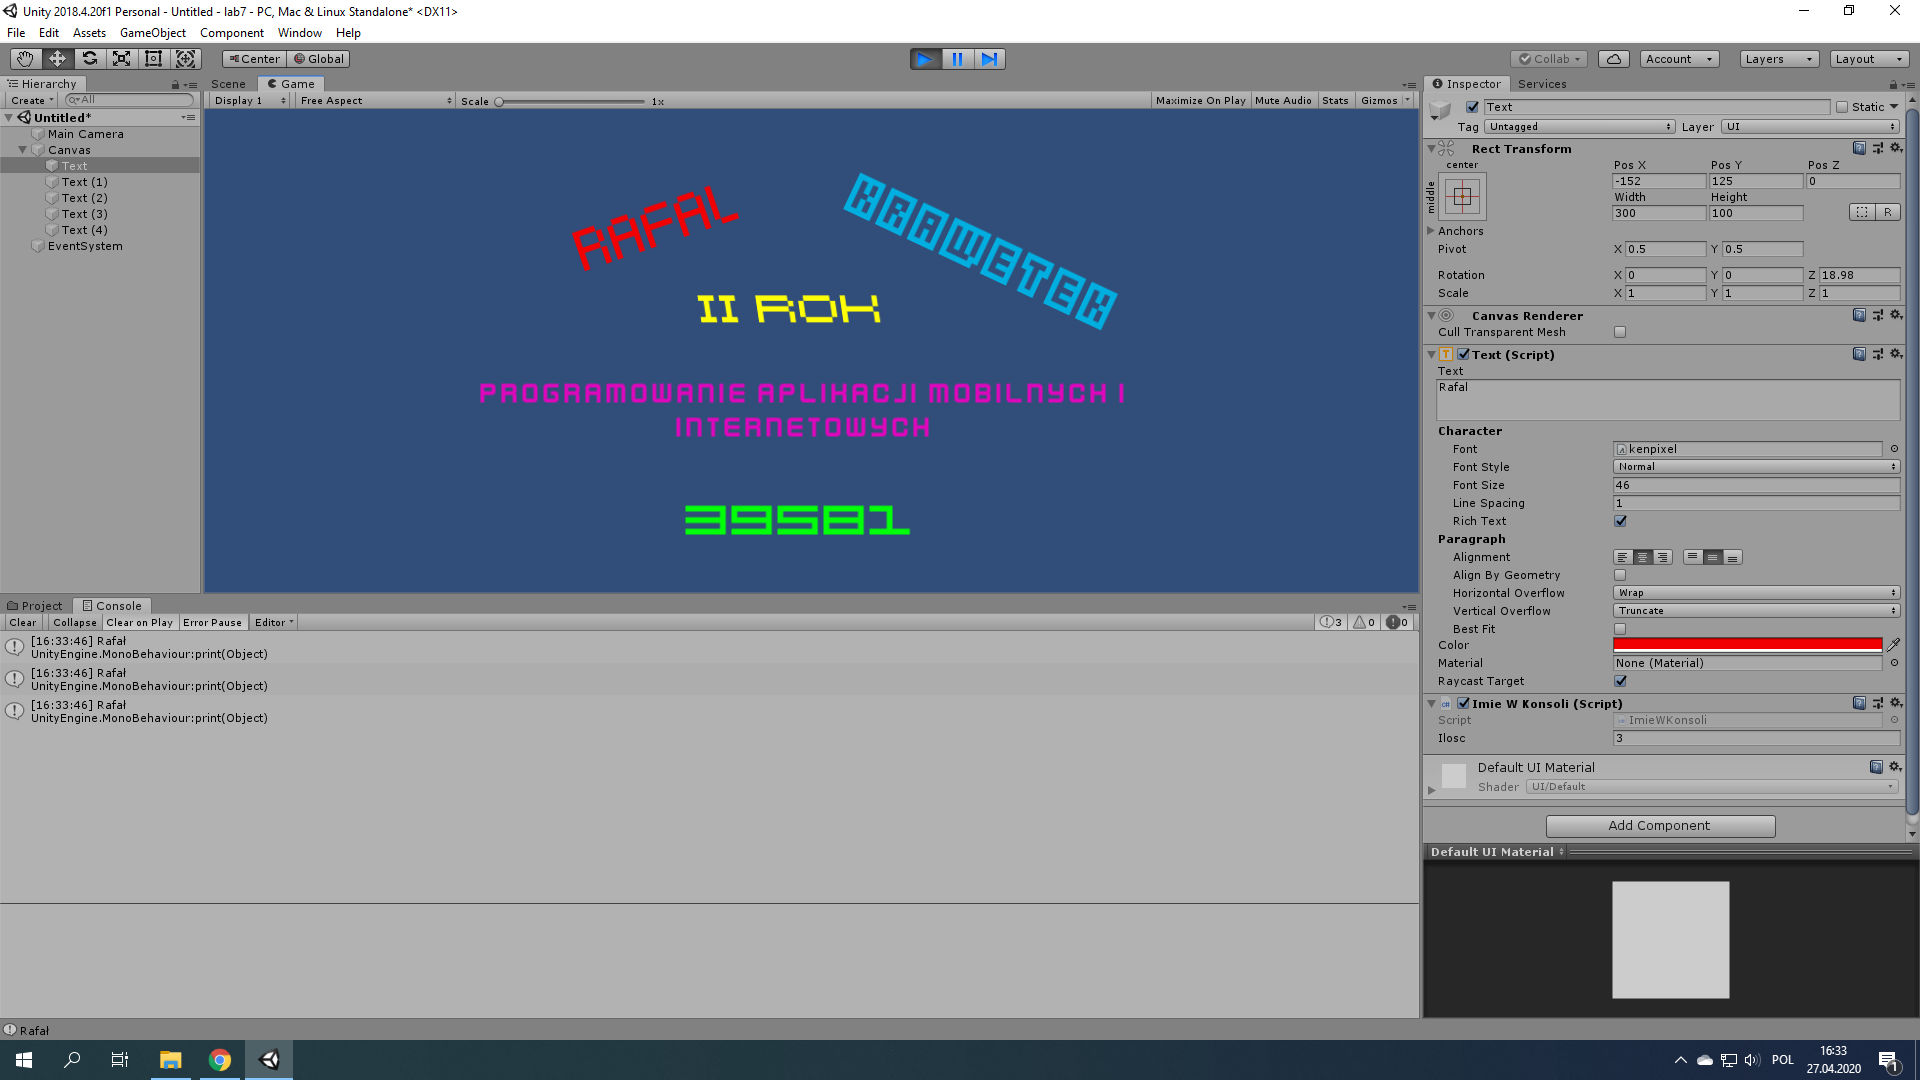 Unity 2018.4.20f1 Personal - Untitled - lab7 - PC, Mac & Linux Standalone* <DX11>
File Edit Assets GameObject Component Window Help
Center Global
Collab Account Layers Layout
Hierarchy
Create All
Untitled*
Main Camera
Canvas
Text
Text (1)
Text (2)
Text (3)
Text (4)
EventSystem
Scene Game
Display 1 Free Aspect Scale 1x Maximize On Play Mute Audio Stats Gizmos
RAFAL
KRAWETEK
II ROK
PROGRAMOWANIE APLIKACJI MOBILNYCH I
INTERNETOWYCH
39581
Project Console
Clear Collapse Clear on Play Error Pause Editor 3 0 0
[16:33:46] Rafał
UnityEngine.MonoBehaviour:print(Object)
[16:33:46] Rafał
UnityEngine.MonoBehaviour:print(Object)
[16:33:46] Rafał
UnityEngine.MonoBehaviour:print(Object)
Rafał
Inspector Services
Text Static
Tag Untagged Layer UI
Rect Transform
center
middle
Pos X Pos Y Pos Z
-152 125 0
Width Height
300 100 R
Anchors
Pivot X 0.5 Y 0.5
Rotation X 0 Y 0 Z 18.98
Scale X 1 Y 1 Z 1
Canvas Renderer
Cull Transparent Mesh
Text (Script)
Text
Rafal
Character
Font kenpixel
Font Style Normal
Font Size 46
Line Spacing 1
Rich Text
Paragraph
Alignment
Align By Geometry
Horizontal Overflow Wrap
Vertical Overflow Truncate
Best Fit
Color
Material None (Material)
Raycast Target
Imie W Konsoli (Script)
Script ImieWKonsoli
Ilosc 3
Default UI Material
Shader UI/Default
Add Component
Default UI Material
POL 16:33
27.04.2020
1